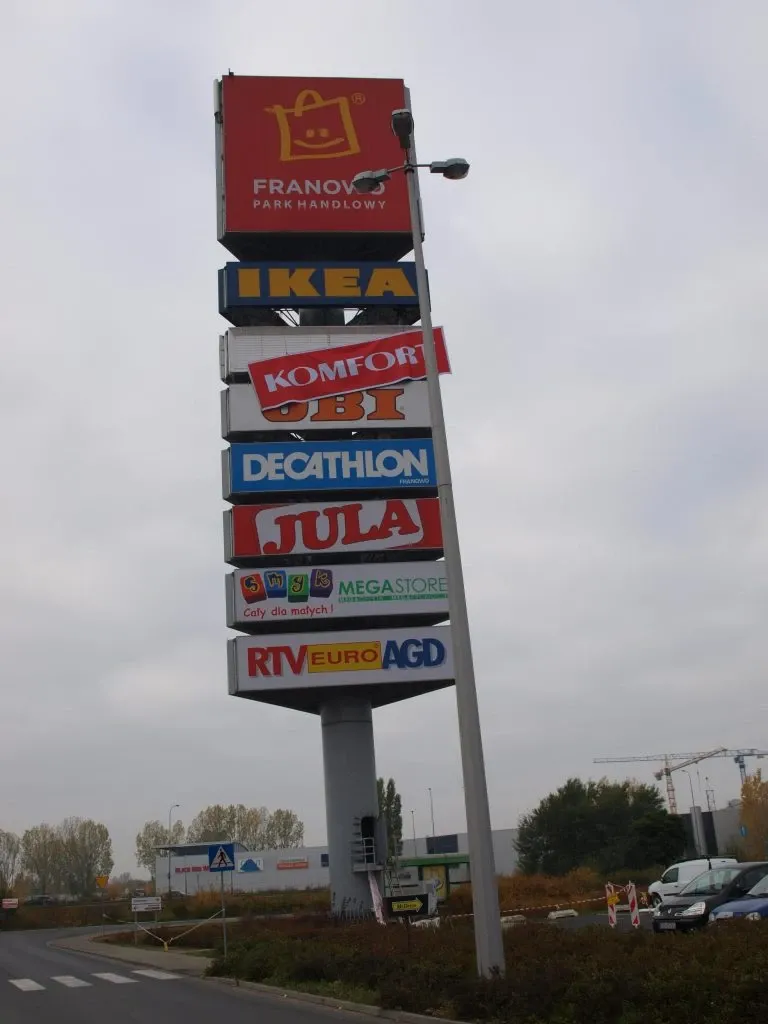 ®
FRANOWO
PARK HANDLOWY
IKEA
KOMFORT
OBI
DECATHLON
FRANOWO
JULA
smyk MEGASTORE
Cały dla małych!
RTV EURO AGD